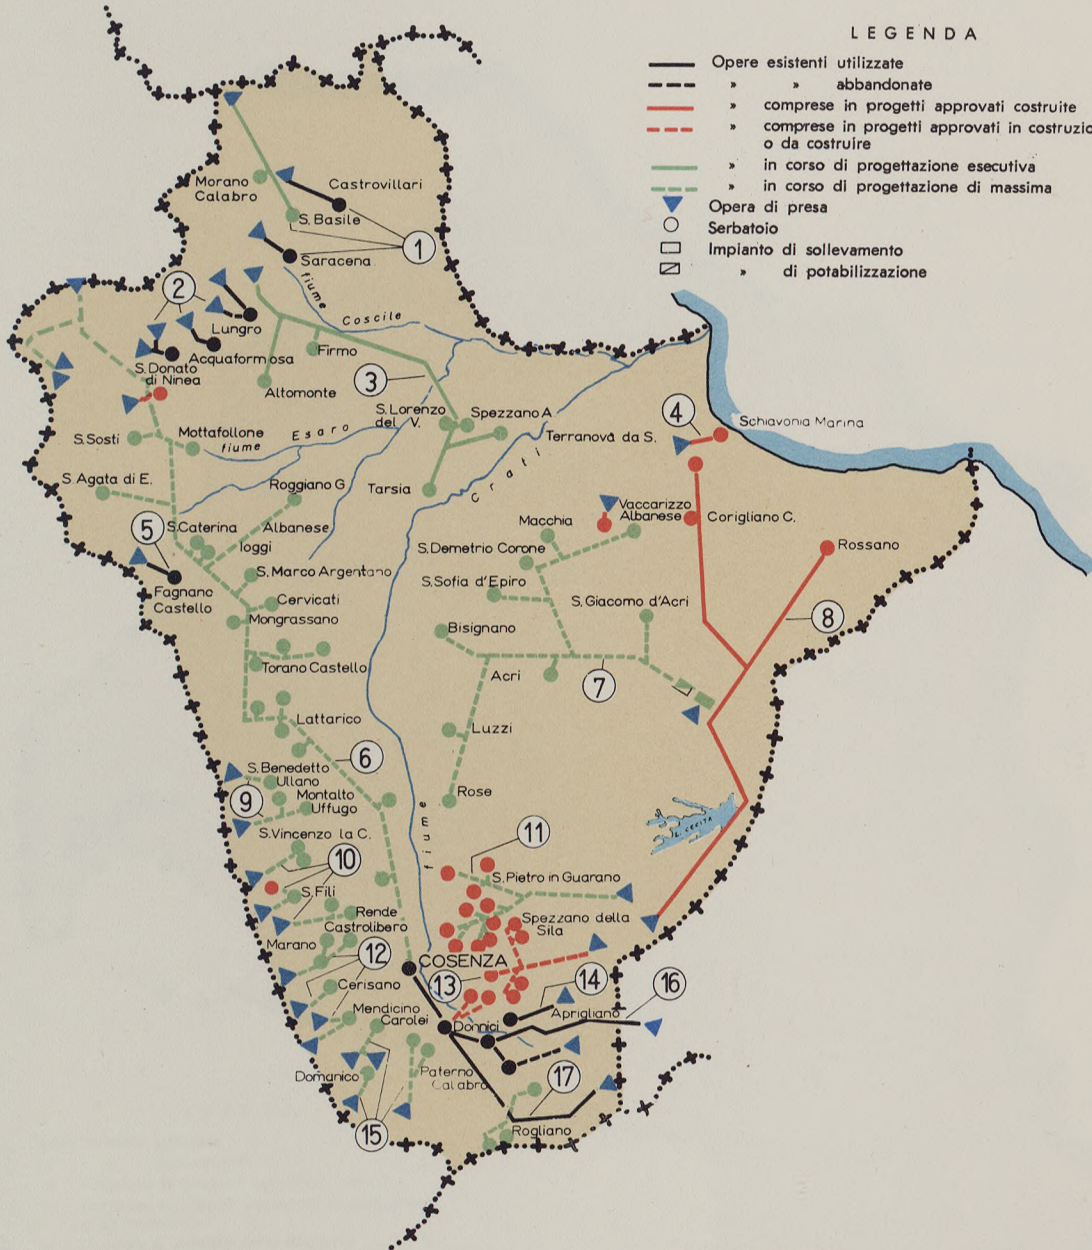 LEGENDA
Opere esistenti utilizzate
» » abbandonate
» comprese in progetti approvati costruite
» comprese in progetti approvati in costruzio
o da costruire
» in corso di progettazione esecutiva
» in corso di progettazione di massima
Opera di presa
Serbatoio
Impianto di sollevamento
» di potabilizzazione
Morano
Calabro
Castrovillari
S. Basile
1
Saracena
fiume
Coscile
2
Lungro
Acquaformosa
Firmo
S. Donato
di Ninea
3
Altomonte
S. Lorenzo
del V.
Spezzano A
4
Schiavonia Marina
Terranova da S.
S. Sosti
Mottafollone
fiume
Esaro
Crati
S. Agata di E.
Roggiano G
Tarsia
Vaccarizzo
Albanese
Corigliano C.
Macchia
5
S. Caterina
Albanese
Ioggi
S. Demetrio Corone
Rossano
S. Marco Argentano
S. Sofia d'Epiro
Fagnano
Castello
Cervicati
S. Giacomo d'Acri
Mongrassano
8
Bisignano
Torano Castello
Acri
7
Lattarico
Luzzi
6
S. Benedetto
Ullano
9
Montalto
Uffugo
Rose
L. CECITA
S. Vincenzo la C.
fiume
11
10
S. Pietro in Guarano
S. Fili
Rende
Castrolibero
Spezzano della
Sila
Marano
12
COSENZA
13
14
16
Cerisano
Mendicino
Carolei
Donnici
Aprigliano
Domanico
Paterno
Calabro
17
15
Rogliano